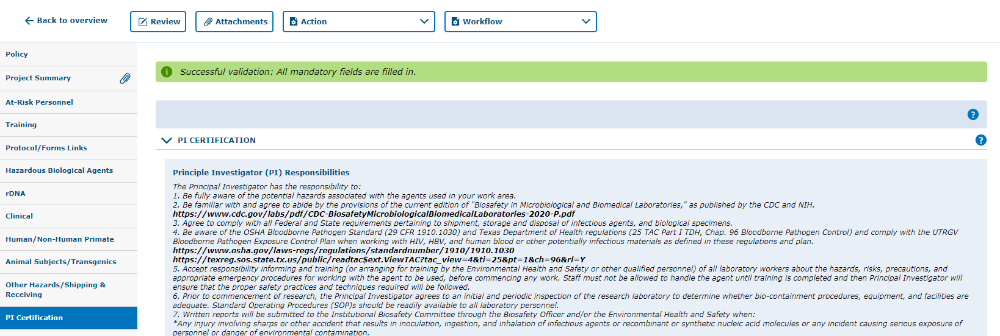 Back to overview
Review
Attachments
Action
Workflow
Policy
Project Summary
At-Risk Personnel
Training
Protocol/Forms Links
Hazardous Biological Agents
rDNA
Clinical
Human/Non-Human Primate
Animal Subjects/Transgenics
Other Hazards/Shipping &
Receiving
PI Certification
Successful validation: All mandatory fields are filled in.
PI CERTIFICATION
Principle Investigator (PI) Responsibilities
The Principal Investigator has the responsibility to:
1. Be fully aware of the potential hazards associated with the agents used in your work area.
2. Be familiar with and agree to abide by the provisions of the current edition of "Biosafety in Microbiological and Biomedical Laboratories," as published by the CDC and NIH.
https://www.cdc.gov/labs/pdf/CDC-BiosafetyMicrobiologicalBiomedicalLaboratories-2020-P.pdf
3. Agree to comply with all Federal and State requirements pertaining to shipment, storage and disposal of infectious agents, and biological specimens.
4. Be aware of the OSHA Bloodborne Pathogen Standard (29 CFR 1910.1030) and Texas Department of Health regulations (25 TAC Part I TDH, Chap. 96 Bloodborne Pathogen Control) and comply with the UTRGV
Bloodborne Pathogen Exposure Control Plan when working with HIV, HBV, and human blood or other potentially infectious materials as defined in these regulations and plan.
https://www.osha.gov/laws-regs/regulations/standardnumber/1910/1910.1030
https://texreg.sos.state.tx.us/public/readtac$ext.ViewTAC?tac_view=4&ti=25&pt=1&ch=96&rl=Y
5. Accept responsibility informing and training (or arranging for training by the Environmental Health and Safety or other qualified personnel) of all laboratory workers about the hazards, risks, precautions, and
appropriate emergency procedures for working with the agent to be used, before commencing any work. Staff must not be allowed to handle the agent until training is completed and then Principal Investigator will
ensure that the proper safety practices and techniques required will be followed.
6. Prior to commencement of research, the Principal Investigator agrees to an initial and periodic inspection of the research laboratory to determine whether bio-containment procedures, equipment, and facilities are
adequate. Standard Operating Procedures (SOP)s should be readily available to all laboratory personnel.
7. Written reports will be submitted to the Institutional Biosafety Committee through the Biosafety Officer and/or the Environmental Health and Safety when:
*Any injury involving sharps or other accident that results in inoculation, ingestion, and inhalation of infectious agents or recombinant or synthetic nucleic acid molecules or any incident causing serious exposure of
personnel or danger of environmental contamination.